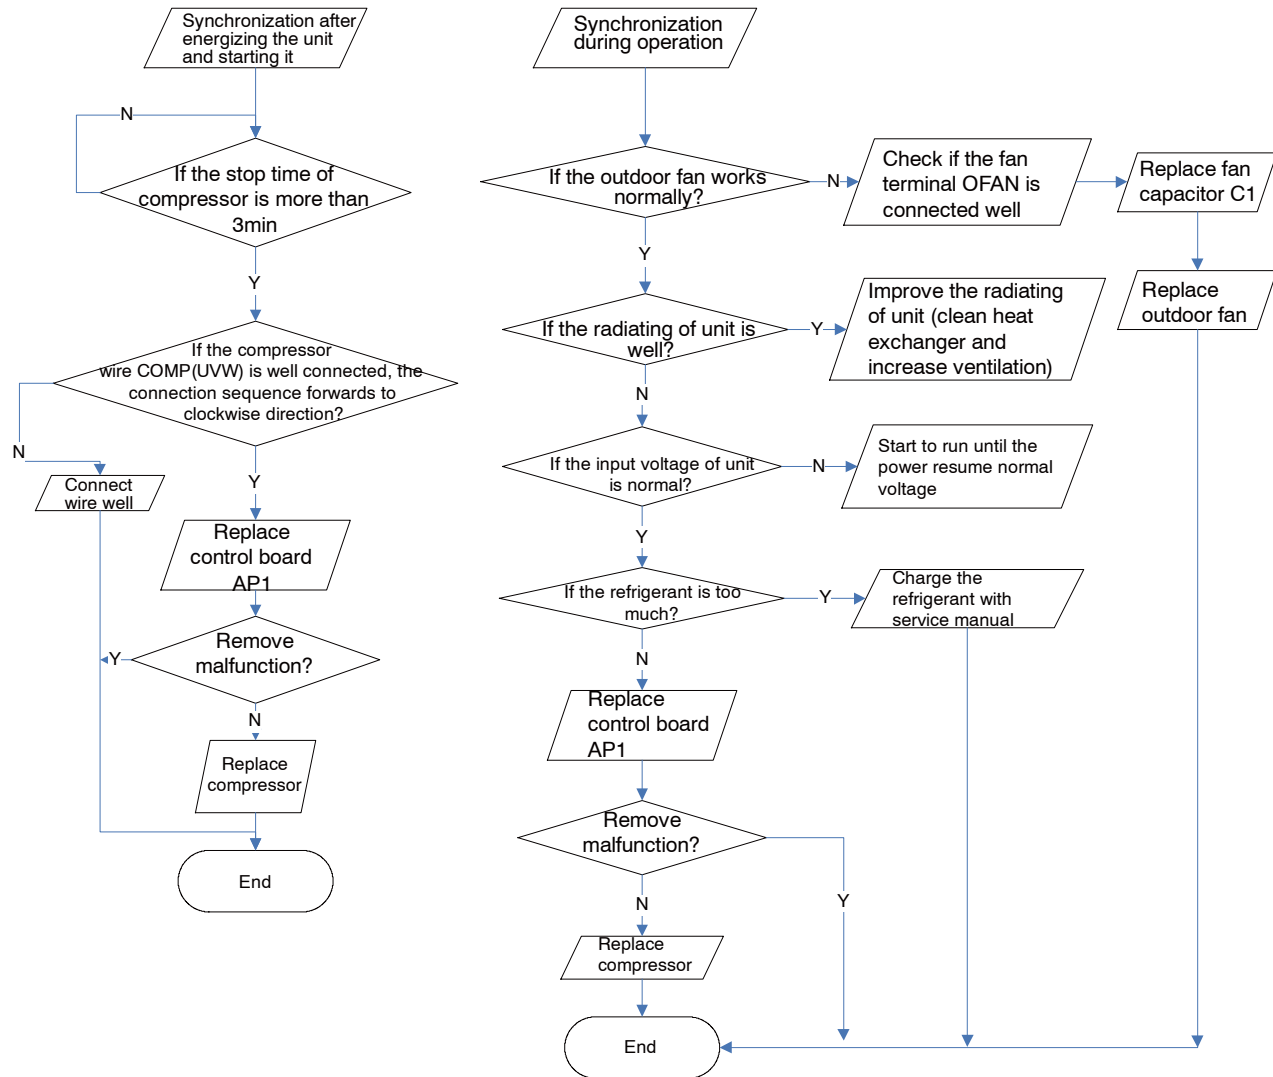 Synchronization after
energizing the unit
and starting it
N
If the stop time of
compressor is more than
3min
Y
If the compressor
wire COMP(UVW) is well connected, the
connection sequence forwards to
clockwise direction?
N
Connect
wire well
Y
Replace
control board
AP1
Remove
malfunction?
Y
N
Replace
compressor
End
Synchronization
during operation
If the outdoor fan works
normally?
N
Check if the fan
terminal OFAN is
connected well
Replace fan
capacitor C1
Replace
outdoor fan
Y
If the radiating of unit is
well?
Y
Improve the radiating
of unit (clean heat
exchanger and
increase ventilation)
N
If the input voltage of unit
is normal?
N
Start to run until the
power resume normal
voltage
Y
If the refrigerant is too
much?
Y
Charge the
refrigerant with
service manual
N
Replace
control board
AP1
Remove
malfunction?
Y
N
Replace
compressor
End